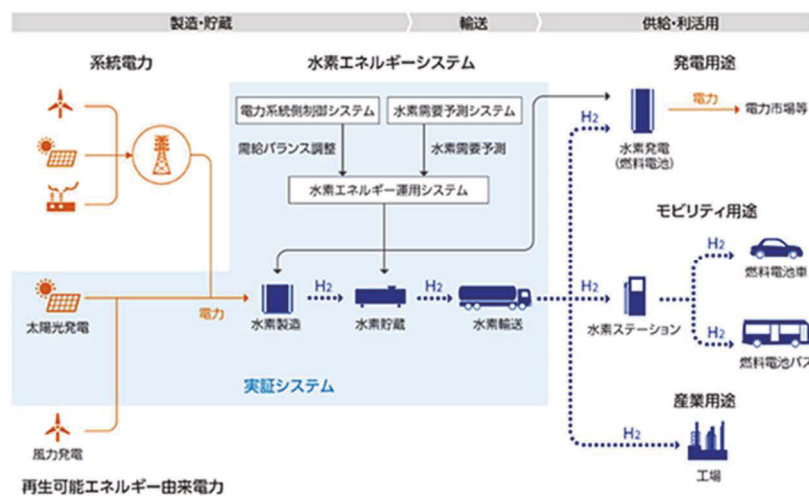 製造・貯蔵
輸送
供給・利活用
系統電力
水素エネルギーシステム
発電用途
電力系統側制御システム
水素需要予測システム
需給バランス調整
水素需要予測
水素エネルギー運用システム
H2
電力
電力市場等
水素発電
(燃料電池)
モビリティ用途
H2
燃料電池車
太陽光発電
電力
水素製造
H2
水素貯蔵
H2
水素輸送
H2
水素ステーション
H2
燃料電池バス
実証システム
産業用途
H2
工場
風力発電
再生可能エネルギー由来電力